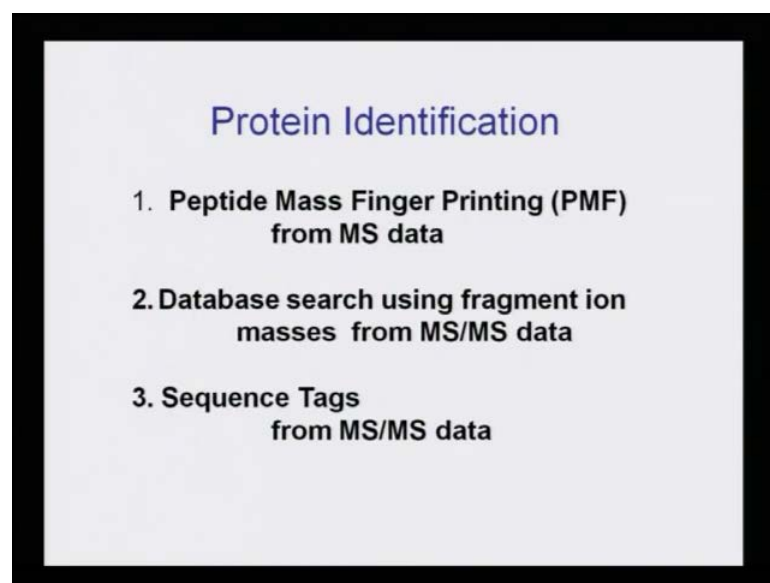 Protein Identification
1. Peptide Mass Finger Printing (PMF)
from MS data
2. Database search using fragment ion
masses from MS/MS data
3. Sequence Tags
from MS/MS data